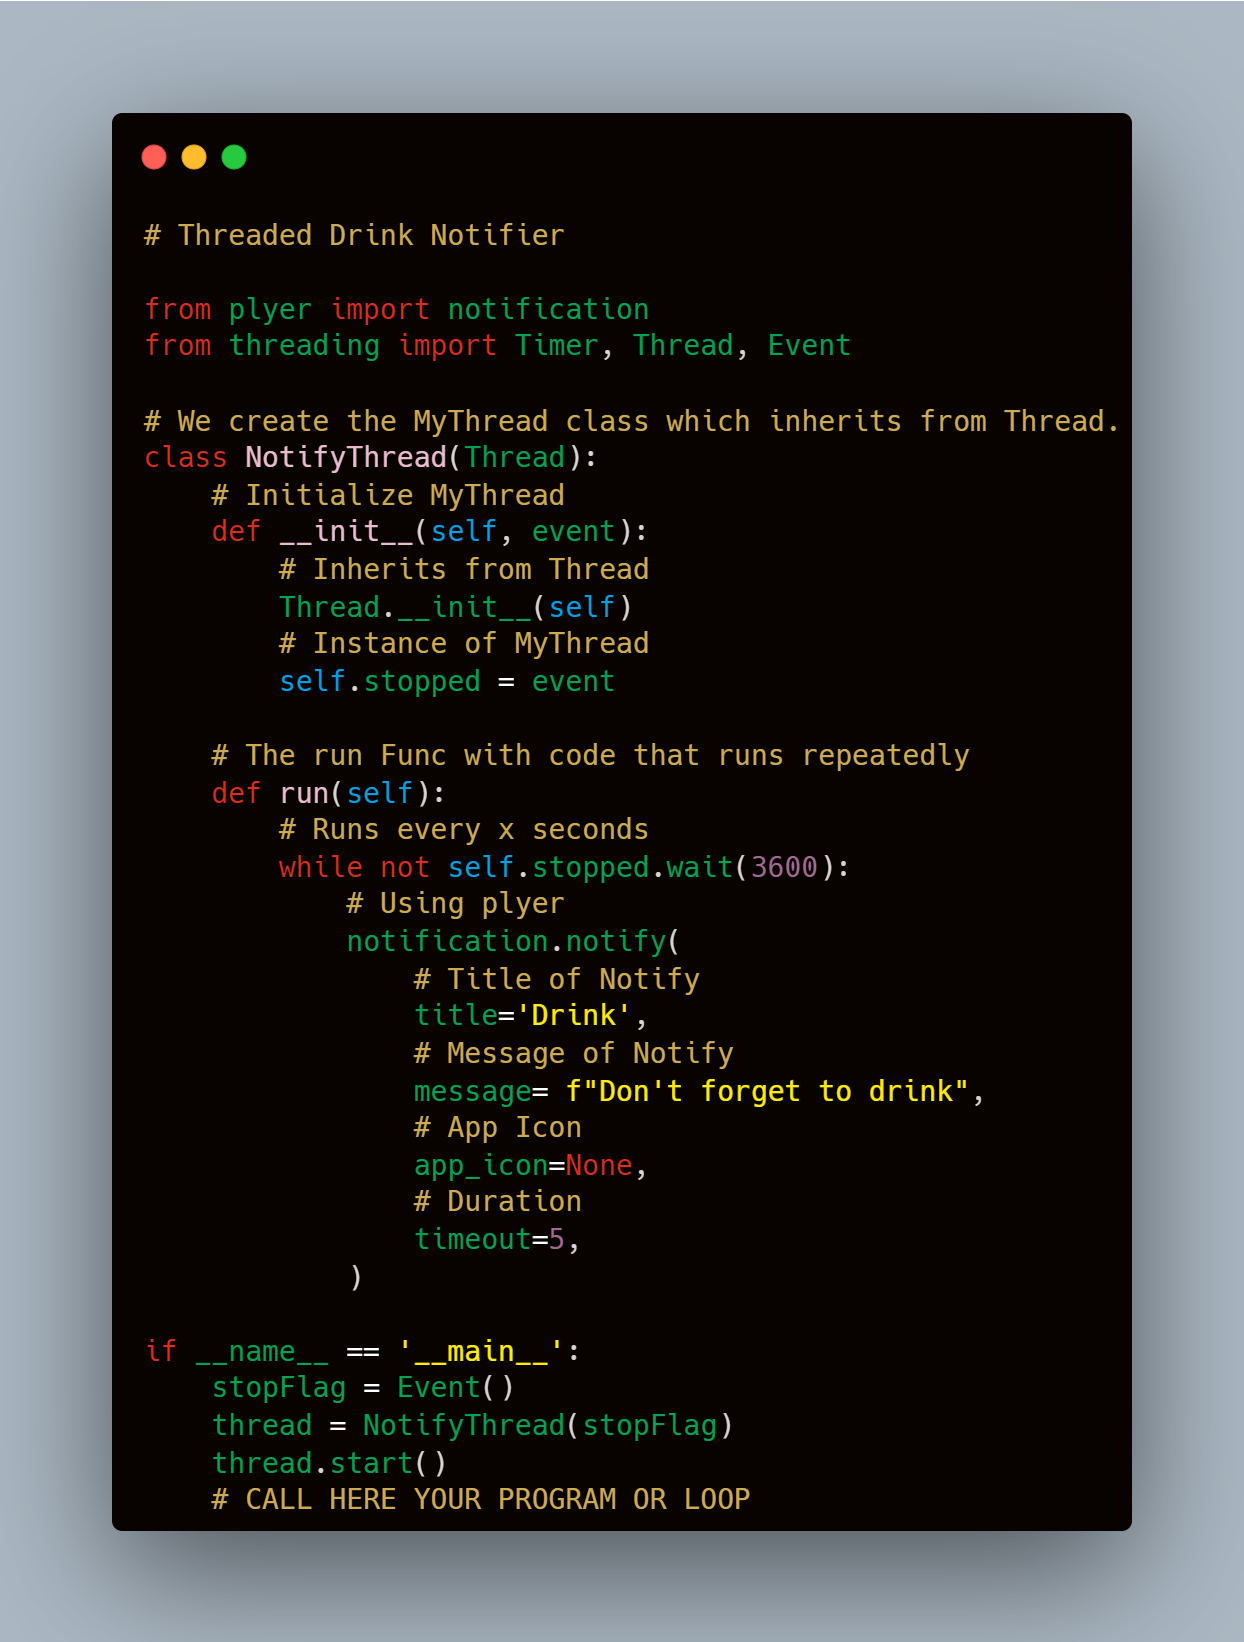 # Threaded Drink Notifier

from plyer import notification
from threading import Timer, Thread, Event

# We create the MyThread class which inherits from Thread.
class NotifyThread(Thread):
    # Initialize MyThread
    def __init__(self, event):
        # Inherits from Thread
        Thread.__init__(self)
        # Instance of MyThread
        self.stopped = event

    # The run Func with code that runs repeatedly
    def run(self):
        # Runs every x seconds
        while not self.stopped.wait(3600):
            # Using plyer
            notification.notify(
                # Title of Notify
                title='Drink',
                # Message of Notify
                message= f"Don't forget to drink",
                # App Icon
                app_icon=None,
                # Duration
                timeout=5,
            )

if __name__ == '__main__':
    stopFlag = Event()
    thread = NotifyThread(stopFlag)
    thread.start()
    # CALL HERE YOUR PROGRAM OR LOOP